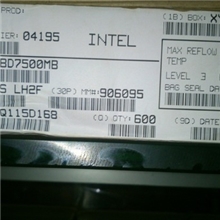 PROD:
(1B) BOX: XY
IER: 04195
INTEL
MAX REFLOW
TEMP
BD7500MB
LEVEL 3
S LH2F (30P) MM#: 906095
BAG SEAL DA
Q115D168 (Q) QTY: 600
(9D)